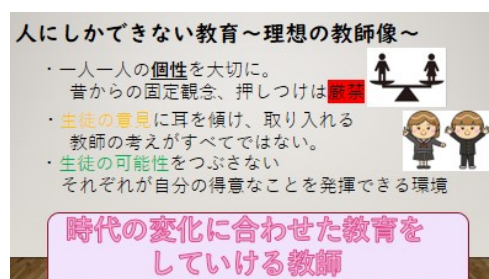 人にしかできない教育～理想の教師像～
・一人一人の個性を大切に。
昔からの固定観念、押しつけは厳禁
・生徒の意見に耳を傾け、取り入れる
教師の考えがすべてではない。
・生徒の可能性をつぶさない
それぞれが自分の得意なことを発揮できる環境
時代の変化に合わせた教育を
していける教師